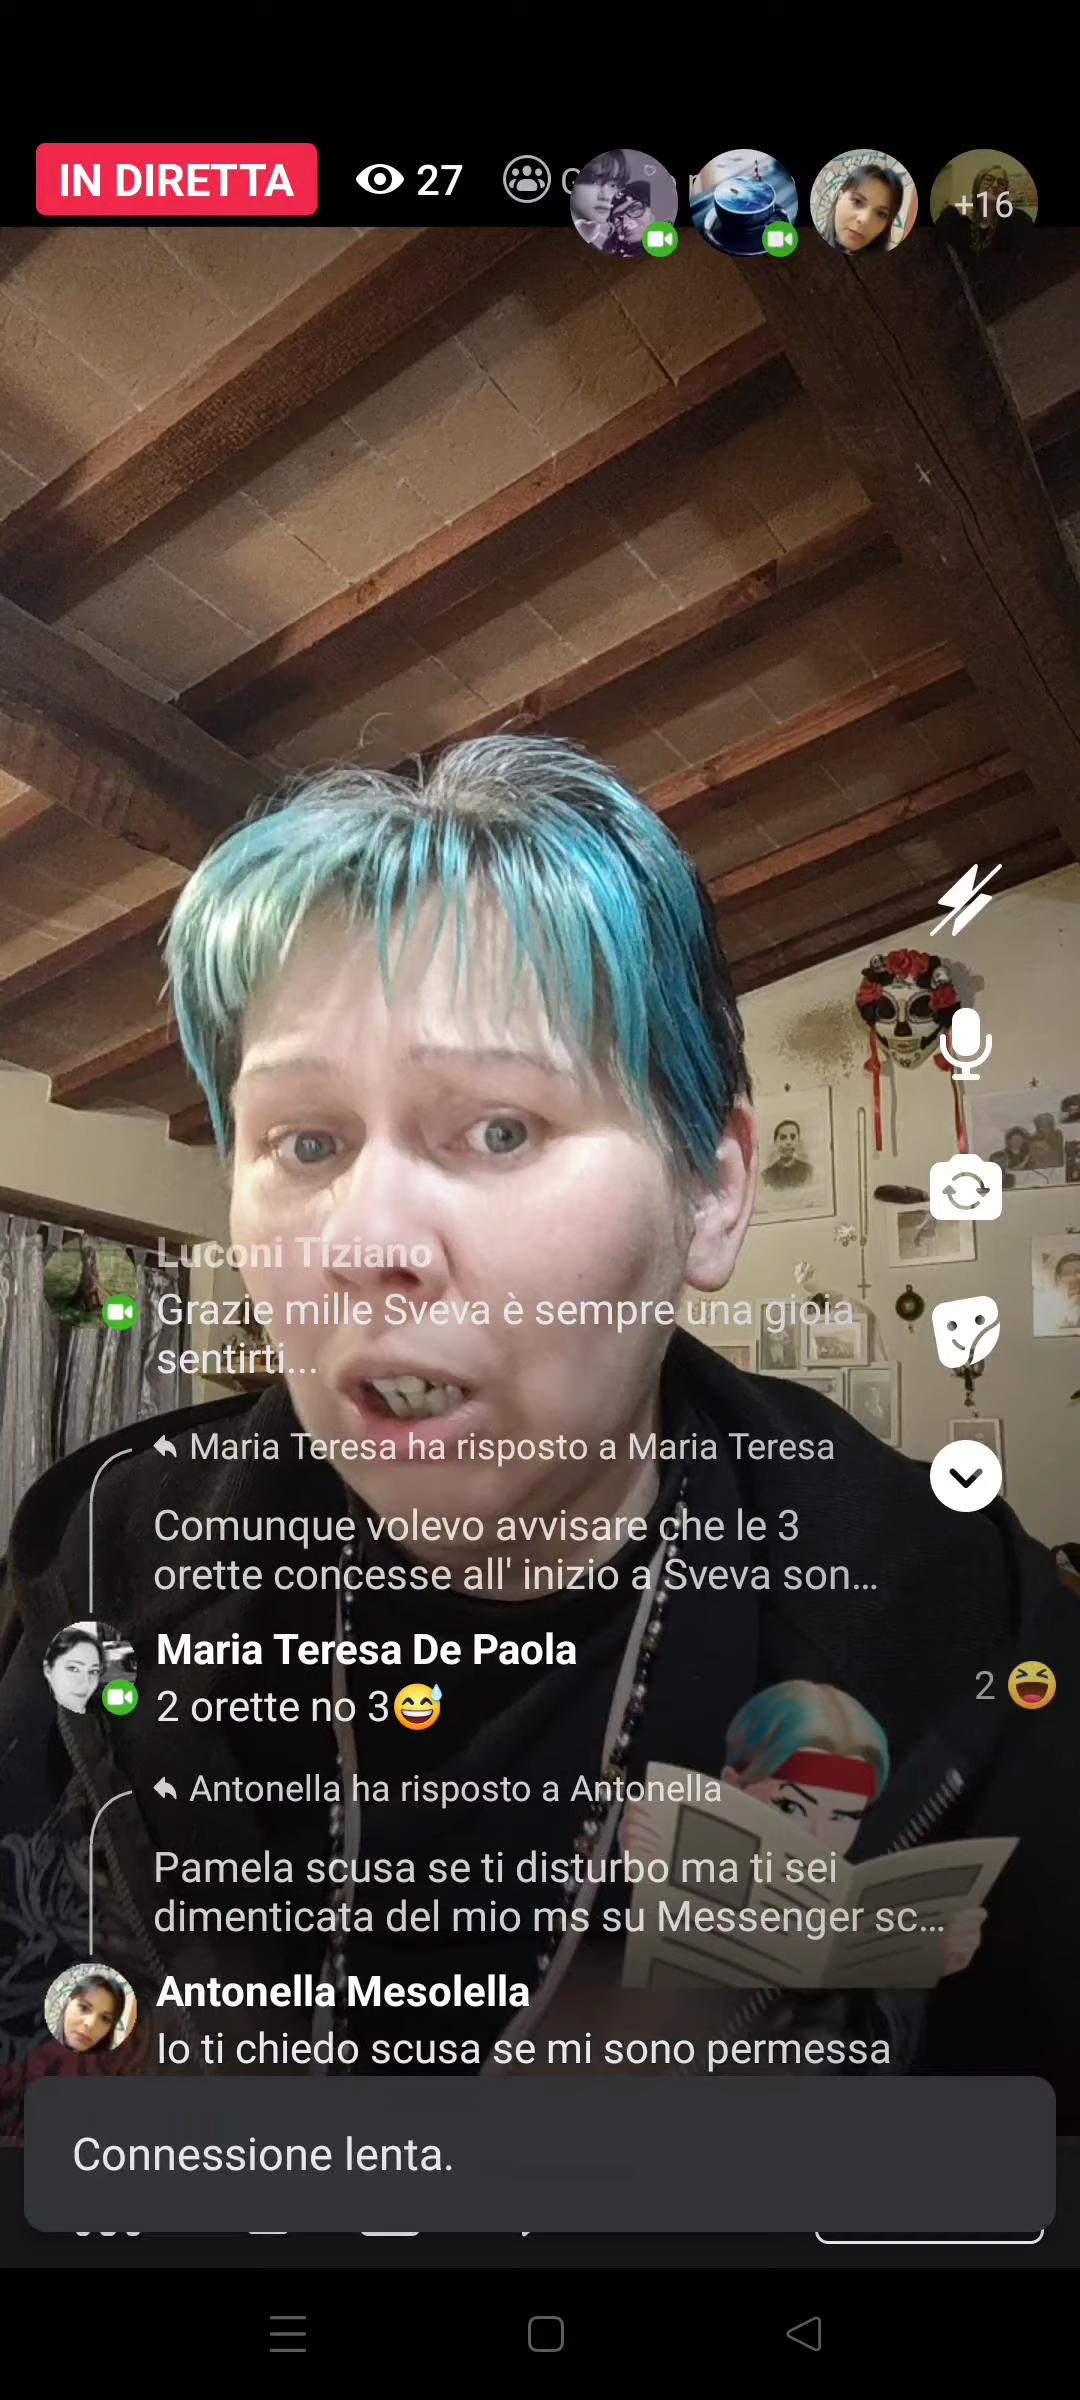 IN DIRETTA
27
+16
Luconi Tiziano
Grazie mille Sveva è sempre una gioia
sentirti...
Maria Teresa ha risposto a Maria Teresa
Comunque volevo avvisare che le 3
orette concesse all' inizio a Sveva son...
Maria Teresa De Paola
2 orette no 3😅
2 😆
Antonella ha risposto a Antonella
Pamela scusa se ti disturbo ma ti sei
dimenticata del mio ms su Messenger sc...
Antonella Mesolella
Io ti chiedo scusa se mi sono permessa
Connessione lenta.